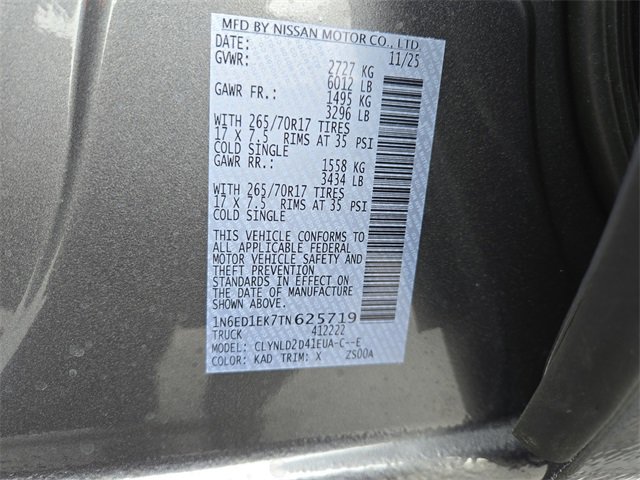 MFD BY NISSAN MOTOR CO., LTD.
DATE: 11/25
GVWR: 2727 KG
6012 LB
GAWR FR.: 1495 KG
3296 LB
WITH 265/70R17 TIRES
17 X 7.5 RIMS AT 35 PSI
COLD SINGLE
GAWR RR.: 1558 KG
3434 LB
WITH 265/70R17 TIRES
17 X 7.5 RIMS AT 35 PSI
COLD SINGLE
THIS VEHICLE CONFORMS TO
ALL APPLICABLE FEDERAL
MOTOR VEHICLE SAFETY AND
THEFT PREVENTION
STANDARDS IN EFFECT ON
THE DATE OF MANUFACTURE
SHOWN ABOVE.
1N6ED1EK7TN625719
TRUCK 412222
MODEL: CLYNLD2D41EUA-C--E
COLOR: KAD TRIM: X ZS00A